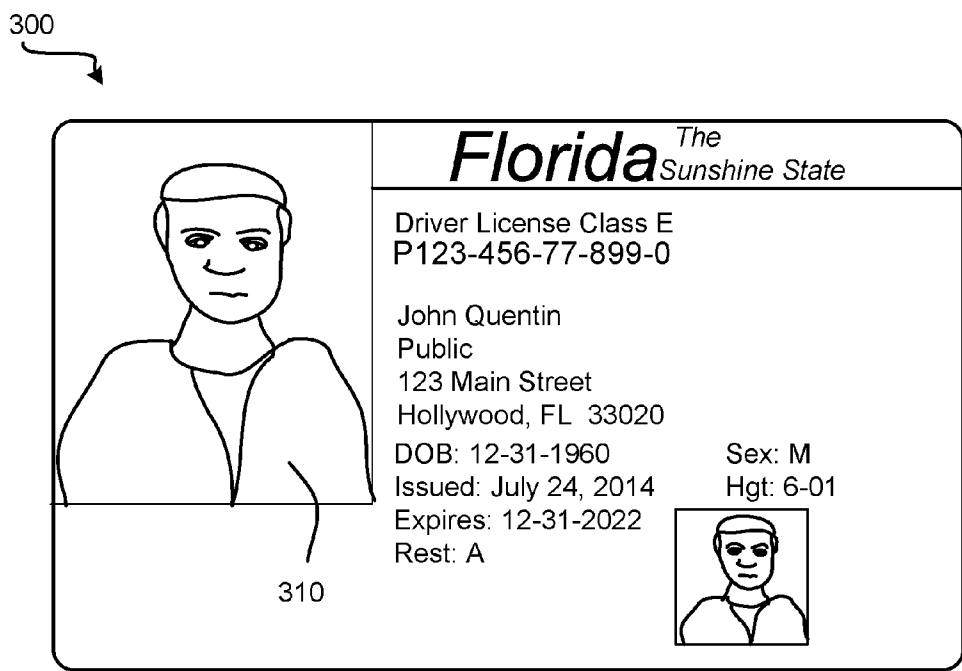 300
Florida The
Sunshine State
Driver License Class E
P123-456-77-899-0
John Quentin
Public
123 Main Street
Hollywood, FL 33020
DOB: 12-31-1960 Sex: M
Issued: July 24, 2014 Hgt: 6-01
Expires: 12-31-2022
Rest: A
310